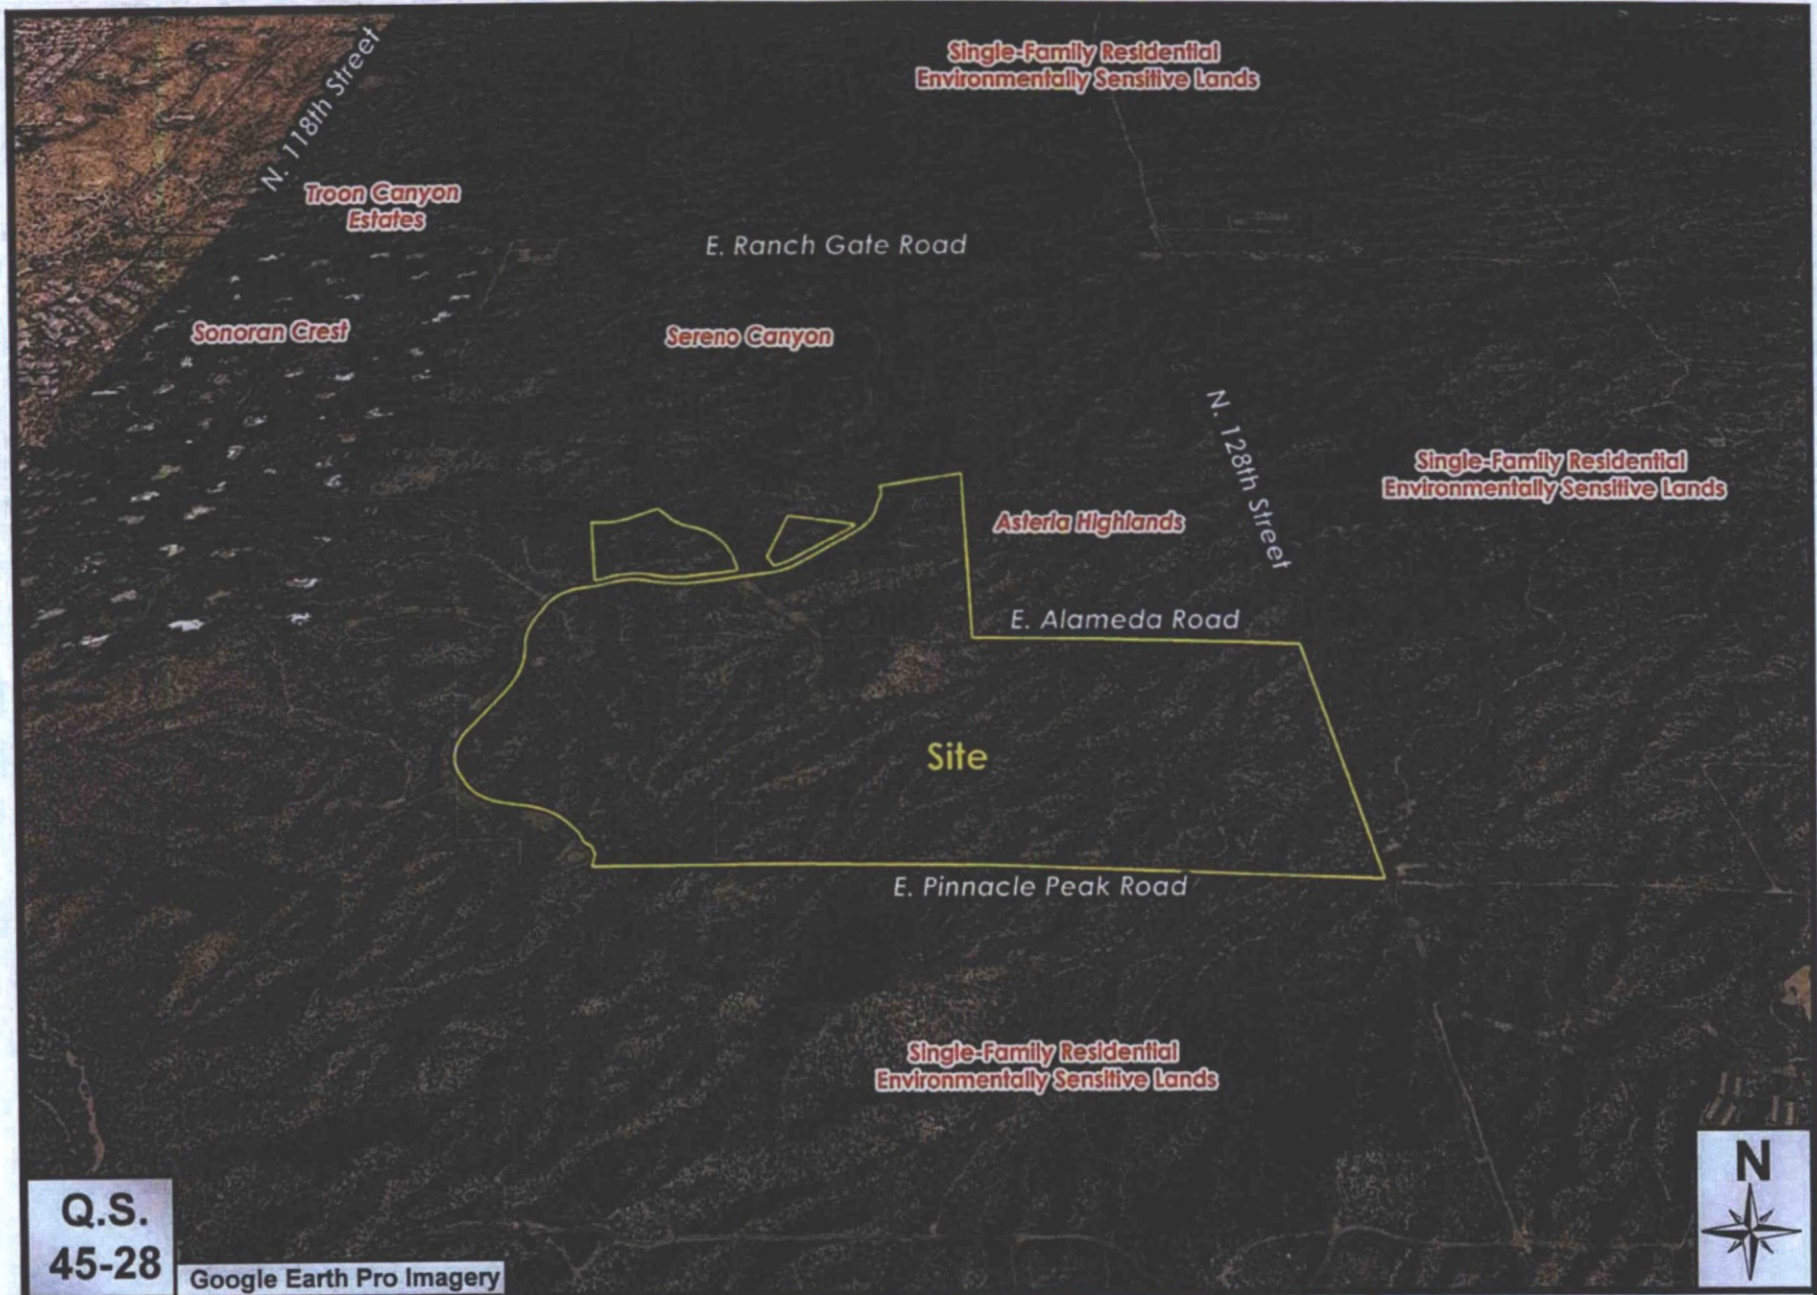 Single-Family Residential
Environmentally Sensitive Lands
N. 118th Street
Troon Canyon
Estates
E. Ranch Gate Road
Sonoran Crest
Sereno Canyon
N. 128th Street
Single-Family Residential
Environmentally Sensitive Lands
Asteria Highlands
E. Alameda Road
Site
E. Pinnacle Peak Road
Single-Family Residential
Environmentally Sensitive Lands
N
Q.S.
45-28
Google Earth Pro Imagery